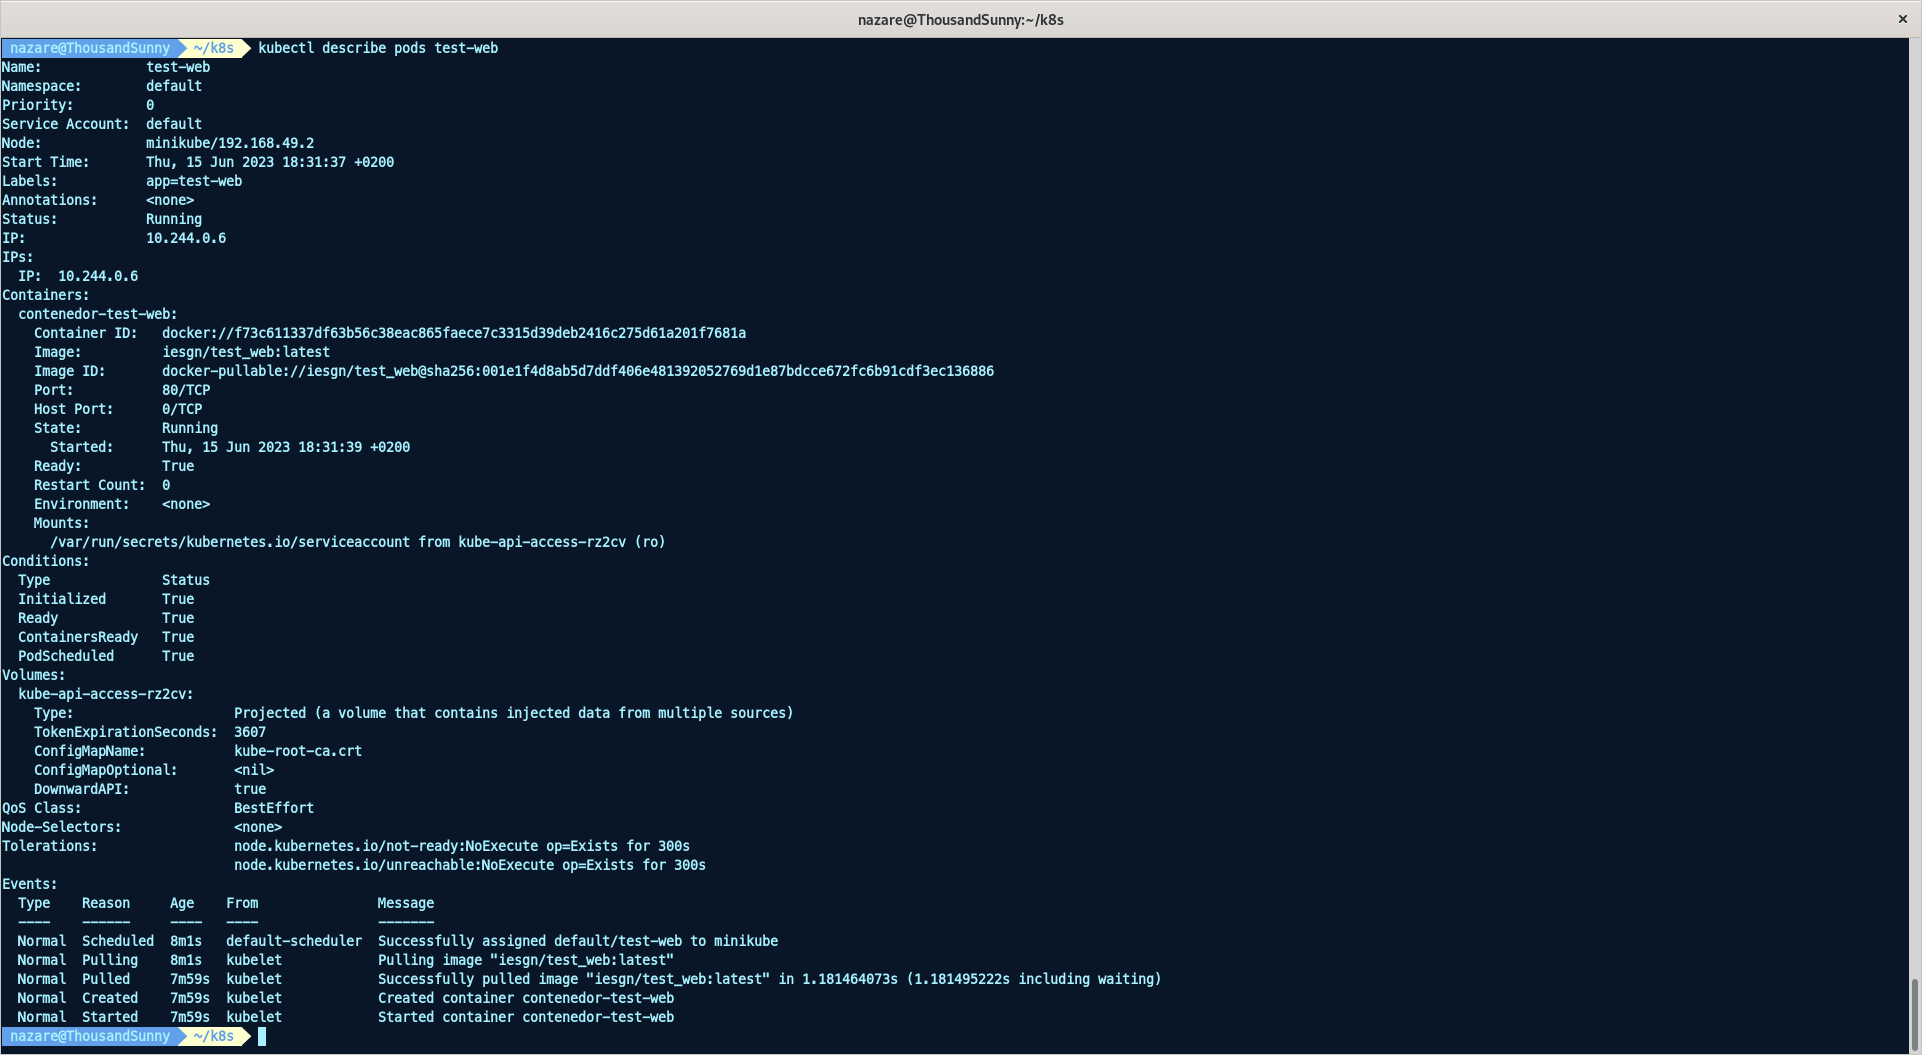 nazare@ThousandSunny:~/k8s ×
nazare@ThousandSunny ~/k8s kubectl describe pods test-web
Name:             test-web
Namespace:        default
Priority:         0
Service Account:  default
Node:             minikube/192.168.49.2
Start Time:       Thu, 15 Jun 2023 18:31:37 +0200
Labels:           app=test-web
Annotations:      <none>
Status:           Running
IP:               10.244.0.6
IPs:
  IP:  10.244.0.6
Containers:
  contenedor-test-web:
    Container ID:   docker://f73c611337df63b56c38eac865faece7c3315d39deb2416c275d61a201f7681a
    Image:          iesgn/test_web:latest
    Image ID:       docker-pullable://iesgn/test_web@sha256:001e1f4d8ab5d7ddf406e481392052769d1e87bdcce672fc6b91cdf3ec136886
    Port:           80/TCP
    Host Port:      0/TCP
    State:          Running
      Started:      Thu, 15 Jun 2023 18:31:39 +0200
    Ready:          True
    Restart Count:  0
    Environment:    <none>
    Mounts:
      /var/run/secrets/kubernetes.io/serviceaccount from kube-api-access-rz2cv (ro)
Conditions:
  Type              Status
  Initialized       True
  Ready             True
  ContainersReady   True
  PodScheduled      True
Volumes:
  kube-api-access-rz2cv:
    Type:                    Projected (a volume that contains injected data from multiple sources)
    TokenExpirationSeconds:  3607
    ConfigMapName:           kube-root-ca.crt
    ConfigMapOptional:       <nil>
    DownwardAPI:             true
QoS Class:                   BestEffort
Node-Selectors:              <none>
Tolerations:                 node.kubernetes.io/not-ready:NoExecute op=Exists for 300s
                             node.kubernetes.io/unreachable:NoExecute op=Exists for 300s
Events:
  Type    Reason     Age   From               Message
  ----    ------     ----  ----               -------
  Normal  Scheduled  8m1s   default-scheduler  Successfully assigned default/test-web to minikube
  Normal  Pulling    8m1s   kubelet            Pulling image "iesgn/test_web:latest"
  Normal  Pulled     7m59s  kubelet            Successfully pulled image "iesgn/test_web:latest" in 1.181464073s (1.181495222s including waiting)
  Normal  Created    7m59s  kubelet            Created container contenedor-test-web
  Normal  Started    7m59s  kubelet            Started container contenedor-test-web
nazare@ThousandSunny ~/k8s